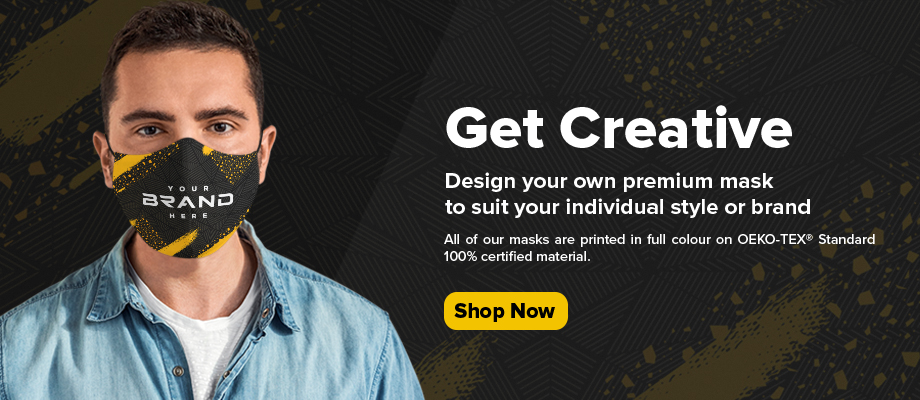 YOUR
BRAND
HERE
Get Creative
Design your own premium mask
to suit your individual style or brand
All of our masks are printed in full colour on OEKO-TEX® Standard
100% certified material.
Shop Now